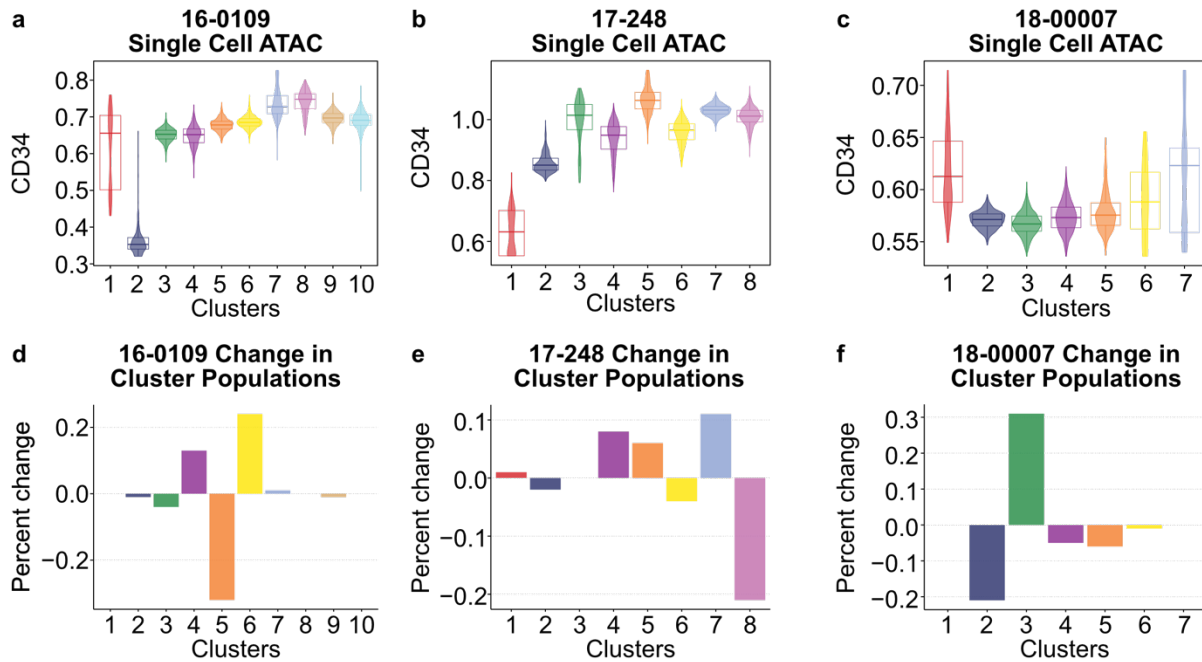 a
16-0109
Single Cell ATAC
CD34
0.8
0.7
0.6
0.5
0.4
0.3
1 2 3 4 5 6 7 8 9 10
Clusters
b
17-248
Single Cell ATAC
CD34
1.0
0.8
0.6
1 2 3 4 5 6 7 8
Clusters
c
18-00007
Single Cell ATAC
CD34
0.70
0.65
0.60
0.55
1 2 3 4 5 6 7
Clusters
d
16-0109 Change in
Cluster Populations
Percent change
0.2
0.0
−0.2
1 2 3 4 5 6 7 8 9 10
Clusters
e
17-248 Change in
Cluster Populations
Percent change
0.1
0.0
−0.1
−0.2
1 2 3 4 5 6 7 8
Clusters
f
18-00007 Change in
Cluster Populations
Percent change
0.3
0.2
0.1
0.0
−0.1
−0.2
1 2 3 4 5 6 7
Clusters